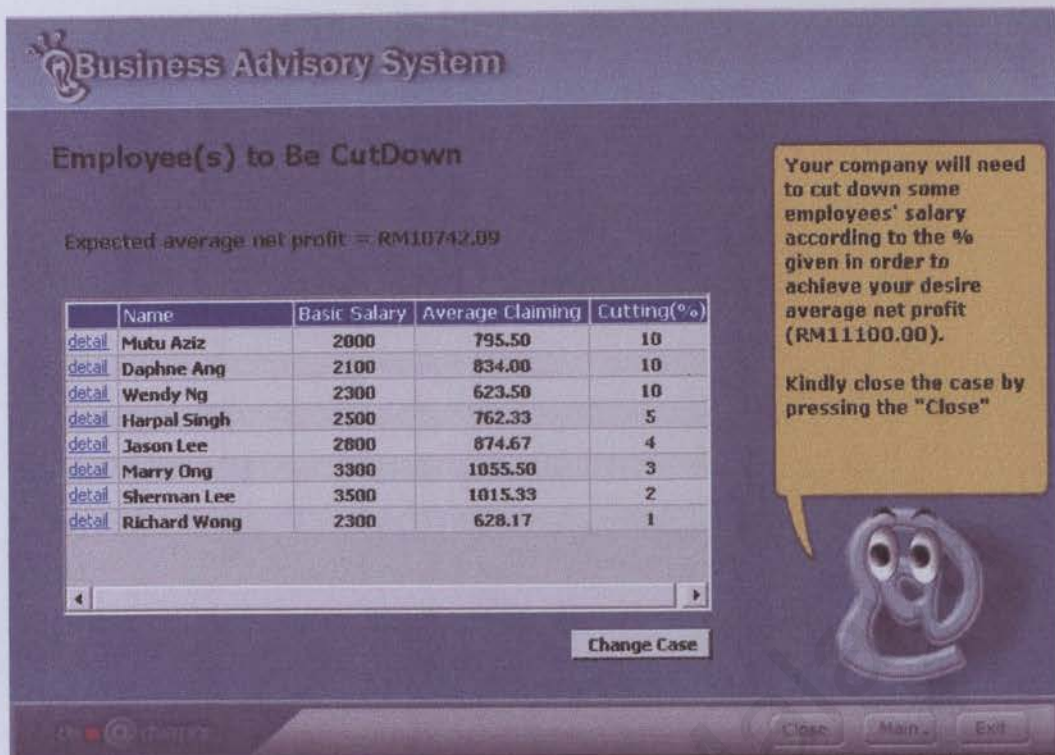 Business Advisory System
Employee(s) to Be CutDown
Expected average net profit = RM10742.09
Name Basic Salary Average Claiming Cutting(%)
detail Mutu Aziz 2000 795.50 10
detail Daphne Ang 2100 834.00 10
detail Wendy Ng 2300 623.50 10
detail Harpal Singh 2500 762.33 5
detail Jason Lee 2800 874.67 4
detail Marry Ong 3300 1055.50 3
detail Sherman Lee 3500 1015.33 2
detail Richard Wong 2300 628.17 1
Change Case
Your company will need
to cut down some
employees' salary
according to the %
given in order to
achieve your desire
average net profit
(RM11100.00).
Kindly close the case by
pressing the "Close"
Close Main Exit